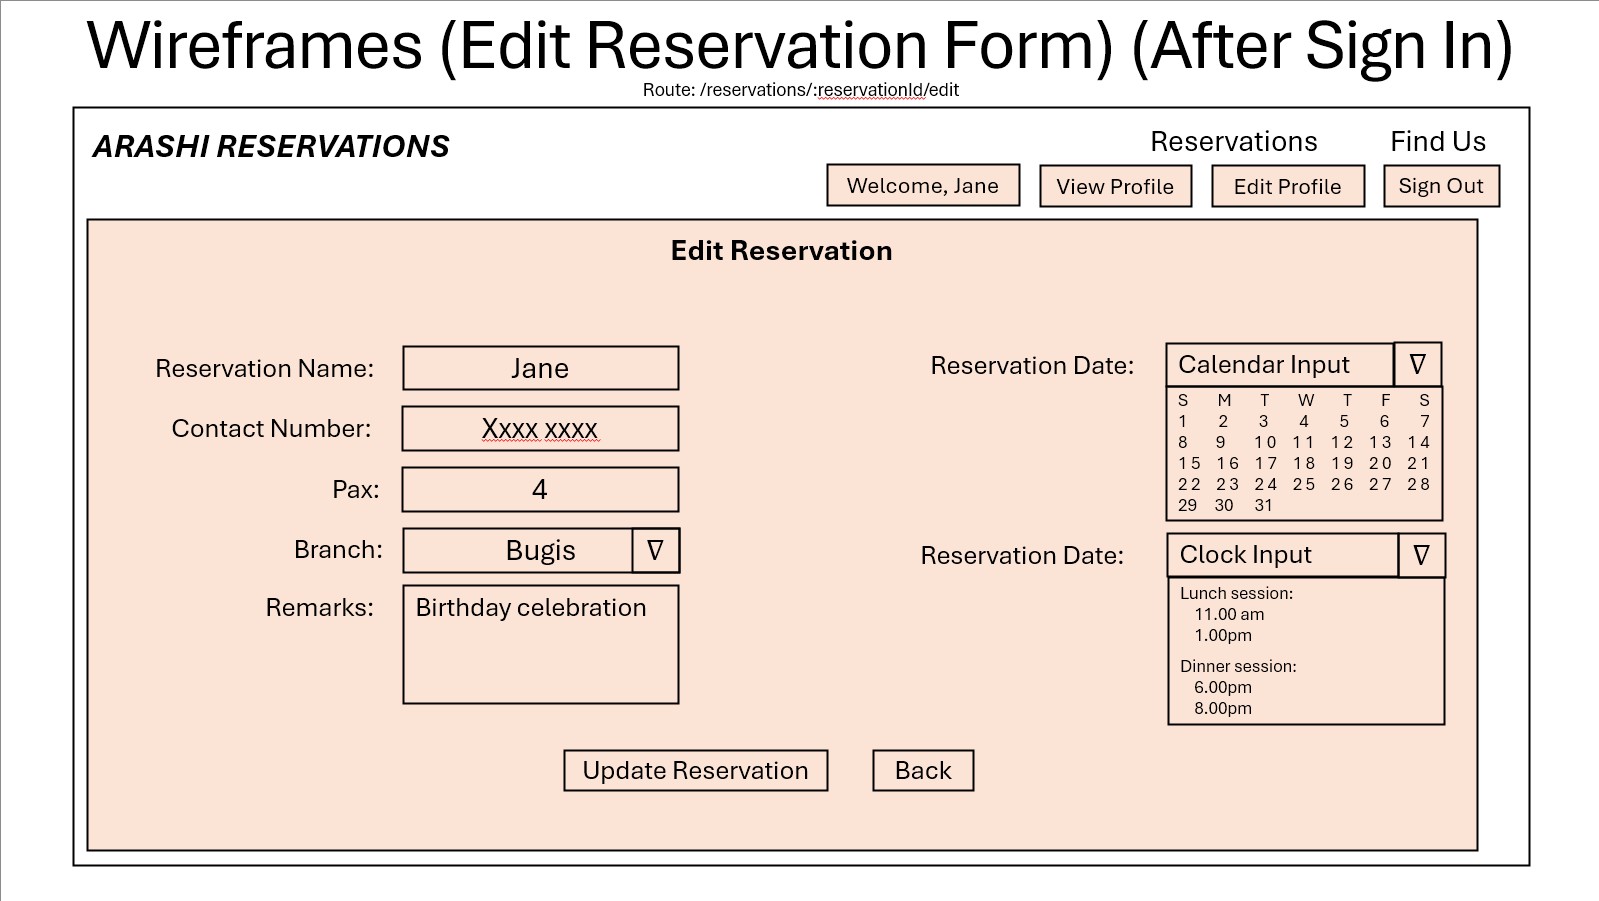 Wireframes (Edit Reservation Form) (After Sign In)
Route: /reservations/:reservationId/edit
ARASHI RESERVATIONS
Reservations Find Us
Welcome, Jane View Profile Edit Profile Sign Out
Edit Reservation
Reservation Name: Jane
Contact Number: Xxxx xxxx
Pax: 4
Branch: Bugis ∇
Remarks: Birthday celebration
Reservation Date: Calendar Input ∇
S M T W T F S
1 2 3 4 5 6 7
8 9 10 11 12 13 14
15 16 17 18 19 20 21
22 23 24 25 26 27 28
29 30 31
Reservation Date: Clock Input ∇
Lunch session:
11.00 am
1.00pm
Dinner session:
6.00pm
8.00pm
Update Reservation Back